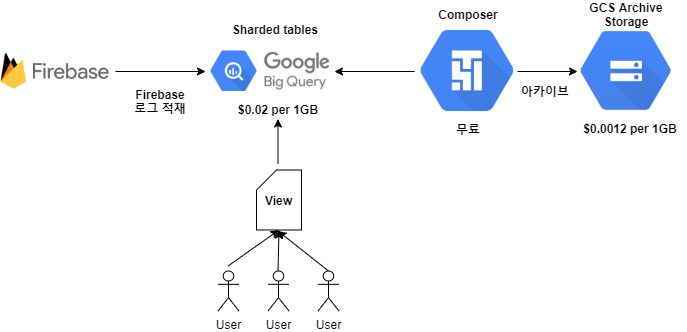 Sharded tables
Composer
GCS Archive
Storage
Firebase
Google
Big Query
Firebase
로그 적재
아카이브
$0.02 per 1GB
무료
$0.0012 per 1GB
View
User
User
User